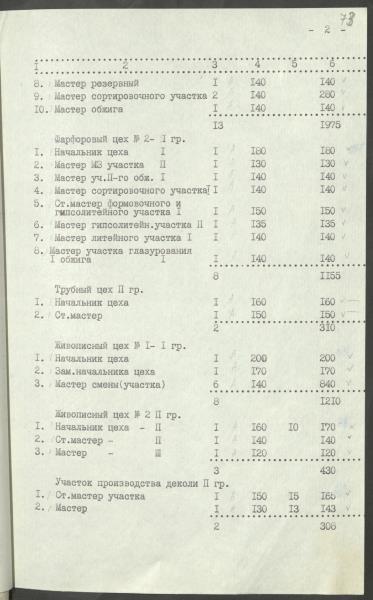 78
- 2 -
I 2 3 4 5 6
8. Мастер резервный I I40 I40
9. Мастер сортировочного участка 2 I40 280
I0. Мастер обжига I I40 I40
I3 I975
Фарфоровый цех № 2- I гр.
I. Начальник цеха I I I80 I80
2. Мастер МЗ участка II I I30 I30
3. Мастер уч.II-го обж. I I I40 I40
4. Мастер сортировочного участка I I I40 I40
5. Ст.мастер формовочного и
гипсолитейного участка I I I50 I50
6. Мастер гипсолитейн.участка II I I35 I35
7. Мастер литейного участка I I I40 I40
8. Мастер участка глазурования
I обжига I I I40 I40
8 II55
Трубный цех II гр.
I. Начальник цеха I I60 I60
2. Ст.мастер I I50 I50
2 3I0
Живописный цех № I- I гр.
I. Начальник цеха I 200 200
2. Зам.начальника цеха I I70 I70
3. Мастер смены(участка) 6 I40 840
8 I2I0
Живописный цех № 2 II гр.
I. Начальник цеха - II I I60 I0 I70
2. Ст.мастер - II I I40 I40
3. Мастер - III I I20 I20
3 430
Участок производства деколи II гр.
I. Ст.мастер участка I I50 I5 I65
2. Мастер I I30 I3 I43
2 308